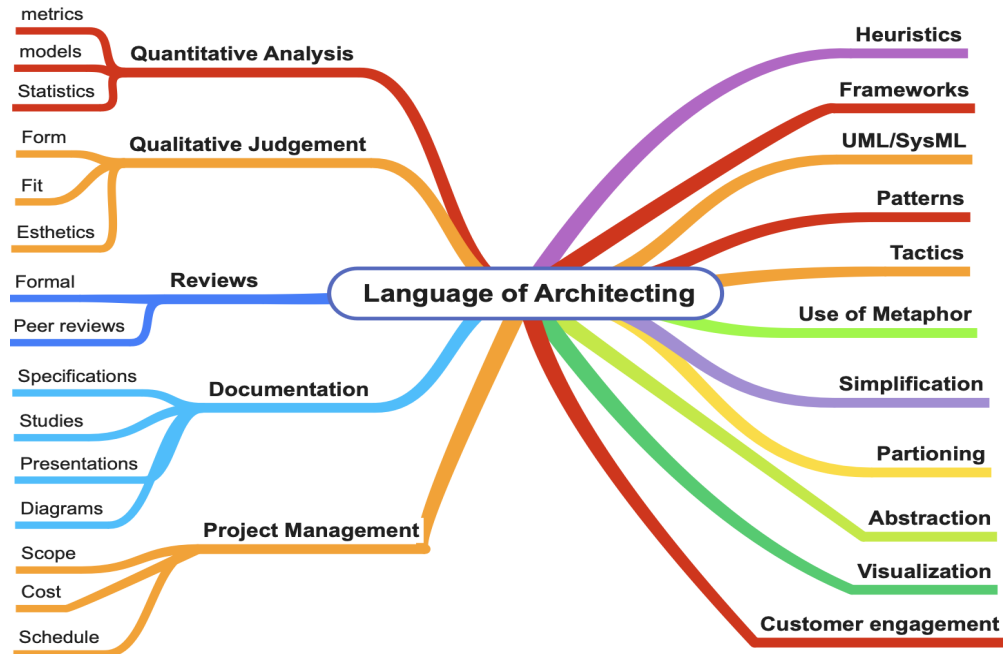 metrics
models
Statistics
Quantitative Analysis
Form
Fit
Esthetics
Qualitative Judgement
Formal
Peer reviews
Reviews
Specifications
Studies
Presentations
Diagrams
Documentation
Scope
Cost
Schedule
Project Management
Language of Architecting
Heuristics
Frameworks
UML/SysML
Patterns
Tactics
Use of Metaphor
Simplification
Partioning
Abstraction
Visualization
Customer engagement